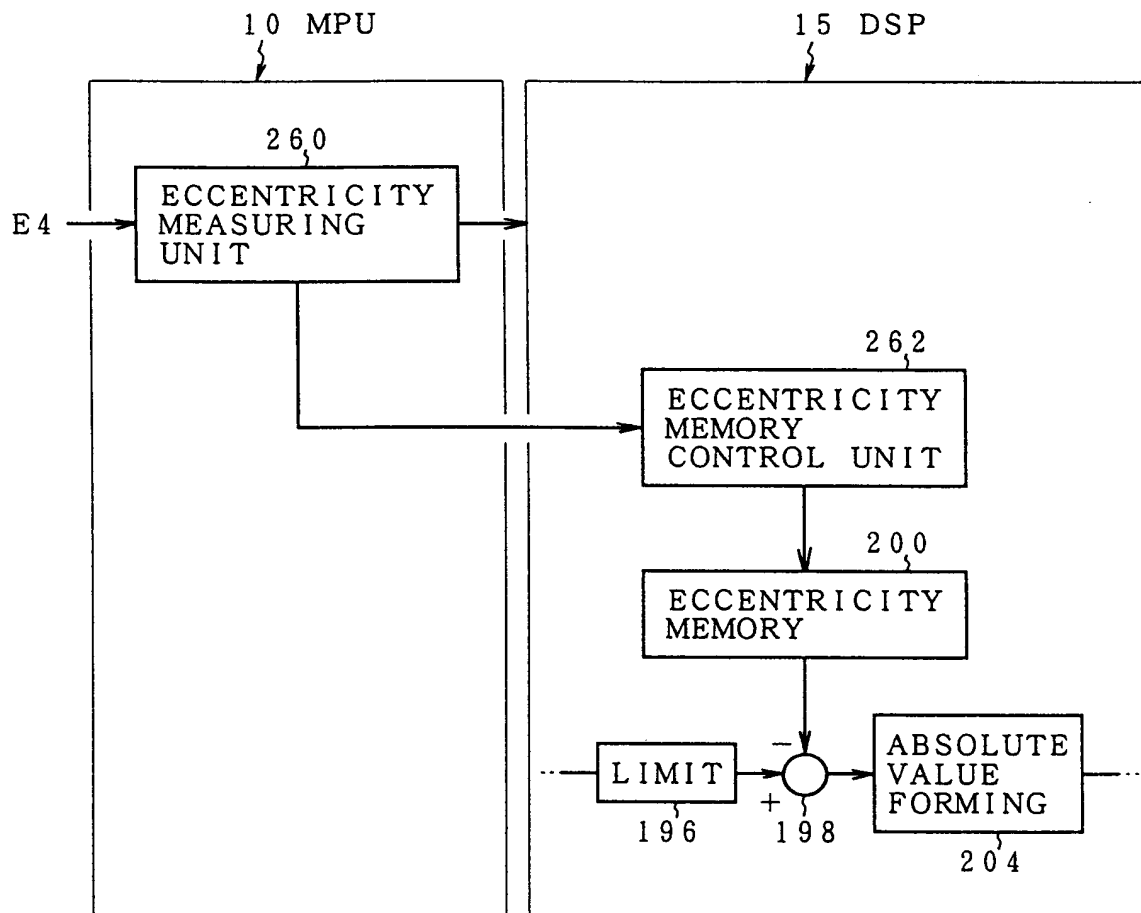 10 MPU
15 DSP
260
ECCENTRICITY
MEASURING
UNIT
E4
262
ECCENTRICITY
MEMORY
CONTROL UNIT
200
ECCENTRICITY
MEMORY
−
LIMIT
+
196
198
ABSOLUTE
VALUE
FORMING
204